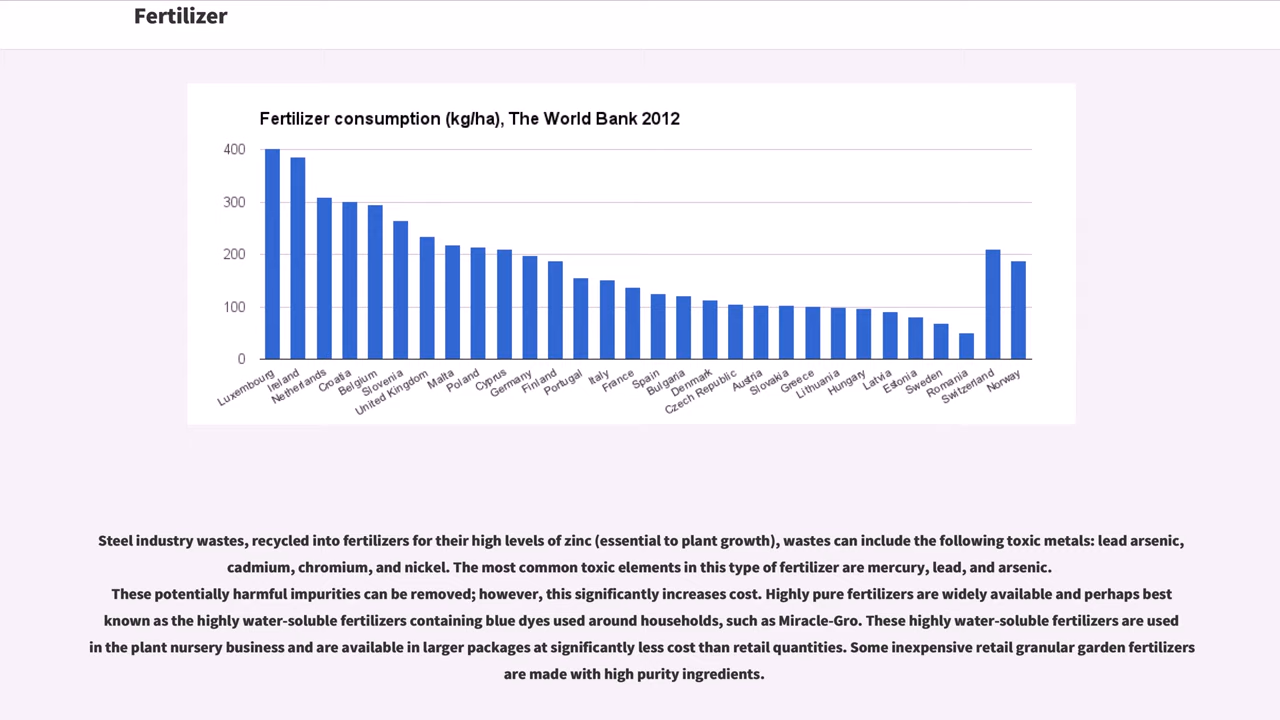 Fertilizer
Fertilizer consumption (kg/ha), The World Bank 2012
400
300
200
100
0
Luxembourg
Ireland
Netherlands
Croatia
Belgium
Slovenia
United Kingdom
Malta
Poland
Cyprus
Germany
Finland
Portugal
Italy
France
Spain
Bulgaria
Denmark
Czech Republic
Austria
Slovakia
Greece
Lithuania
Hungary
Latvia
Estonia
Sweden
Romania
Switzerland
Norway
Steel industry wastes, recycled into fertilizers for their high levels of zinc (essential to plant growth), wastes can include the following toxic metals: lead arsenic,
cadmium, chromium, and nickel. The most common toxic elements in this type of fertilizer are mercury, lead, and arsenic.
These potentially harmful impurities can be removed; however, this significantly increases cost. Highly pure fertilizers are widely available and perhaps best
known as the highly water-soluble fertilizers containing blue dyes used around households, such as Miracle-Gro. These highly water-soluble fertilizers are used
in the plant nursery business and are available in larger packages at significantly less cost than retail quantities. Some inexpensive retail granular garden fertilizers
are made with high purity ingredients.